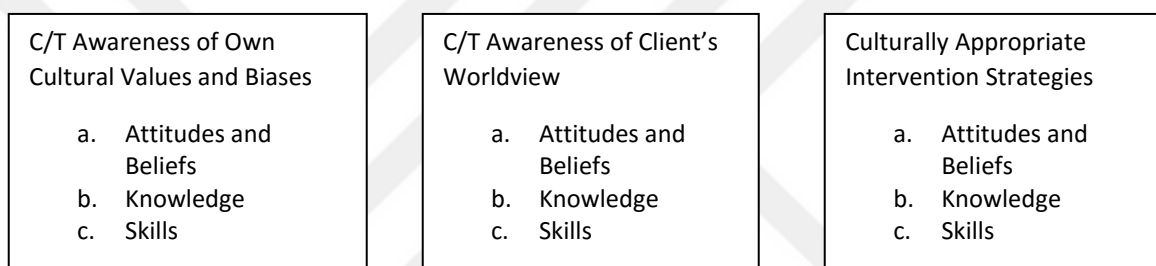 C/T Awareness of Own
Cultural Values and Biases
a. Attitudes and
Beliefs
b. Knowledge
c. Skills
C/T Awareness of Client’s
Worldview
a. Attitudes and
Beliefs
b. Knowledge
c. Skills
Culturally Appropriate
Intervention Strategies
a. Attitudes and
Beliefs
b. Knowledge
c. Skills